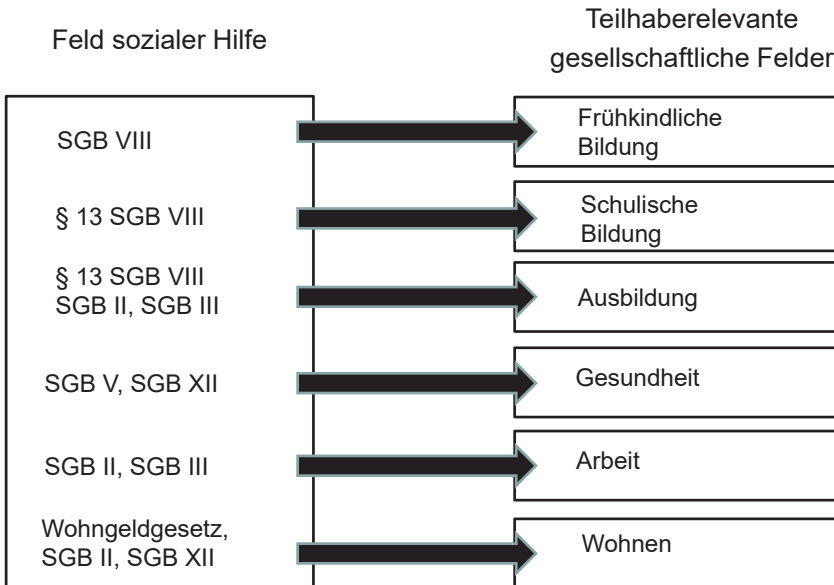 Feld sozialer Hilfe
Teilhaberelevante
gesellschaftliche Felder
SGB VIII
Frühkindliche
Bildung
§ 13 SGB VIII
Schulische
Bildung
§ 13 SGB VIII
SGB II, SGB III
Ausbildung
SGB V, SGB XII
Gesundheit
SGB II, SGB III
Arbeit
Wohngeldgesetz,
SGB II, SGB XII
Wohnen